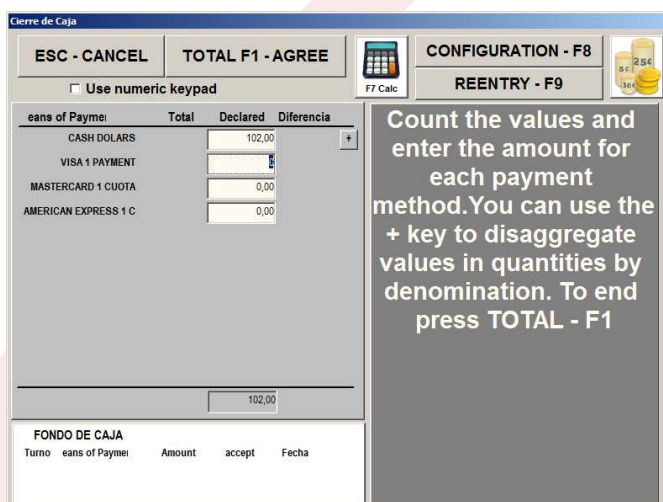 Cierre de Caja
ESC - CANCEL
TOTAL F1 - AGREE
F7 Calc
CONFIGURATION - F8
REENTRY - F9
Use numeric keypad
eans of Paymer Total Declared Diferencia
CASH DOLARS 102,00 +
VISA 1 PAYMENT
MASTERCARD 1 CUOTA 0,00
AMERICAN EXPRESS 1 C 0,00
102,00
Count the values and
enter the amount for
each payment
method.You can use the
+ key to disaggregate
values in quantities by
denomination. To end
press TOTAL - F1
FONDO DE CAJA
Turno eans of Paymer Amount accept Fecha